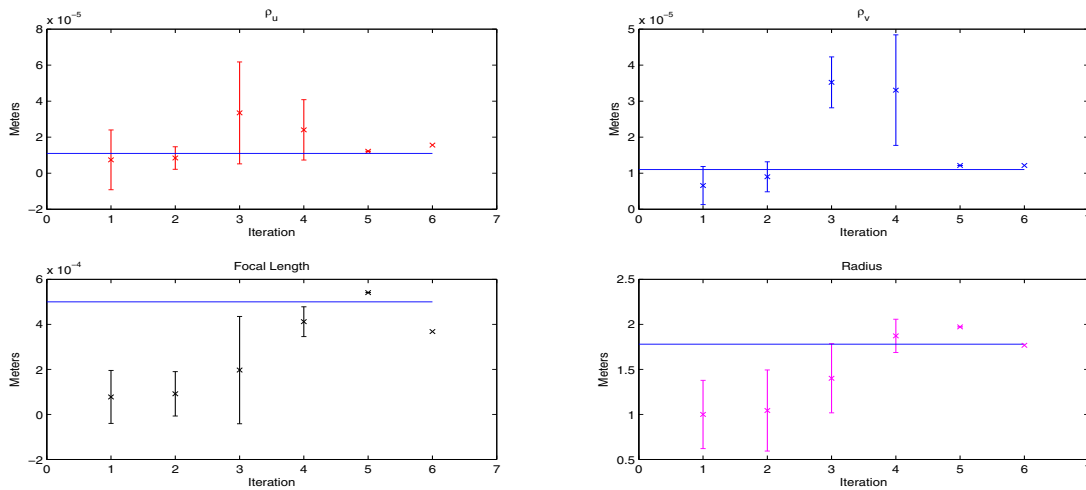 ρu
x 10−5
8
6
4
2
0
−2
Meters
0 1 2 3 4 5 6 7
Iteration
ρv
x 10−5
5
4
3
2
1
0
Meters
0 1 2 3 4 5 6 7
Iteration
Focal Length
x 10−4
6
4
2
0
−2
Meters
0 1 2 3 4 5 6 7
Iteration
Radius
2.5
2
1.5
1
0.5
Meters
0 1 2 3 4 5 6 7
Iteration